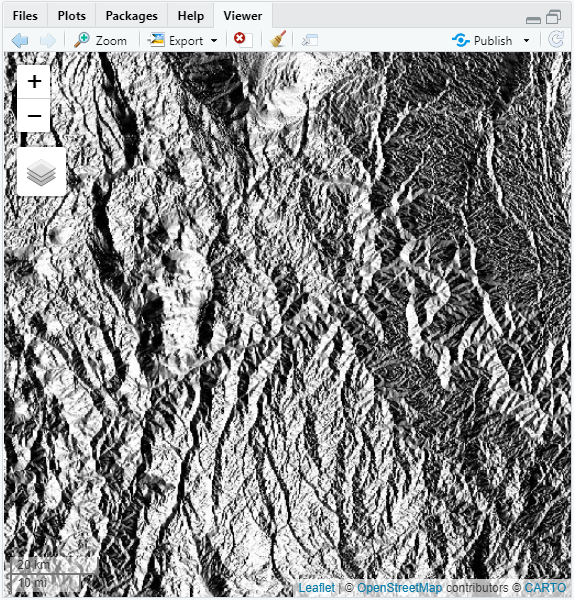 Files Plots Packages Help Viewer
Zoom Export Publish
+
−
20 km
10 mi
Leaflet | © OpenStreetMap contributors © CARTO